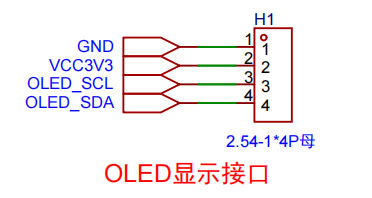 H1
GND 1 1
VCC3V3 2 2
OLED_SCL 3 3
OLED_SDA 4 4
2.54-1*4P母
OLED显示接口